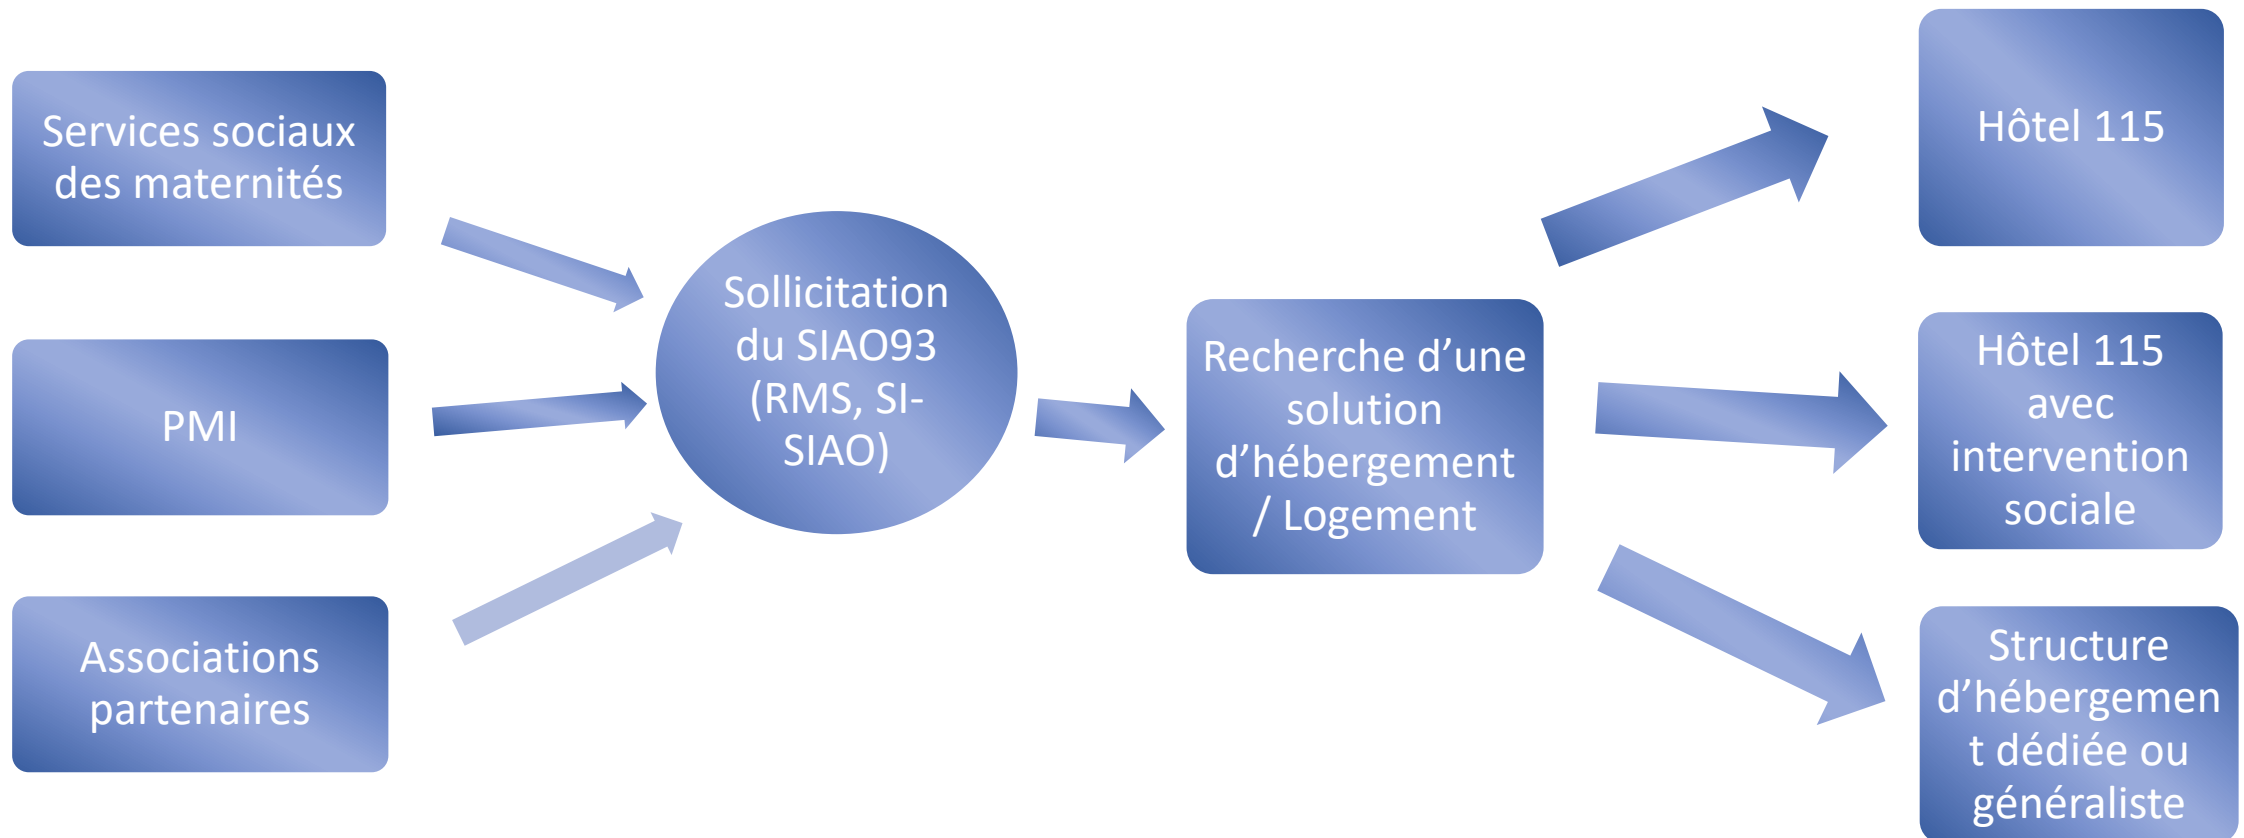 Services sociaux
des maternités
PMI
Associations
partenaires
Sollicitation
du SIAO93
(RMS, SI-
SIAO)
Recherche d’une
solution
d’hébergement
/ Logement
Hôtel 115
Hôtel 115
avec
intervention
sociale
Structure
d’hébergemen
t dédiée ou
généraliste